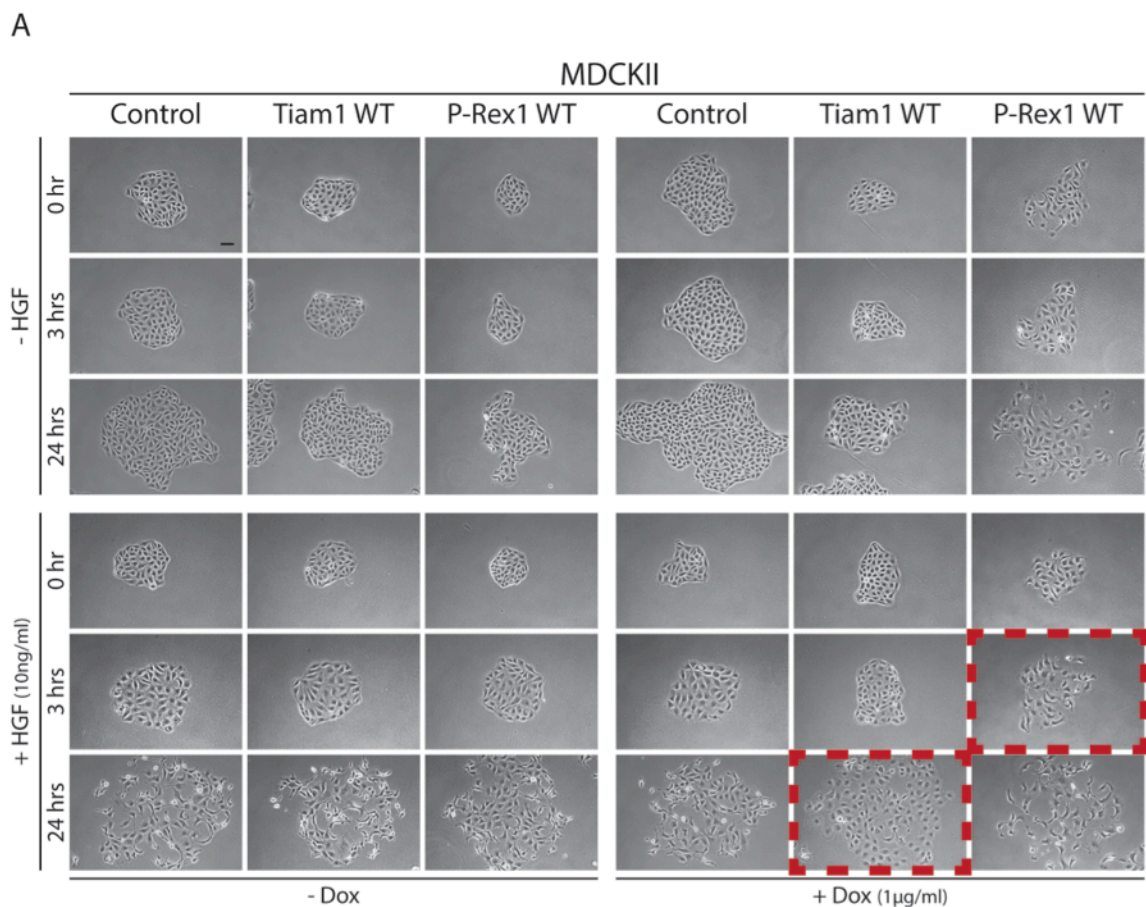 A
MDCKII
Control Tiam1 WT P-Rex1 WT Control Tiam1 WT P-Rex1 WT
- HGF
0 hr
3 hrs
24 hrs
+ HGF (10ng/ml)
0 hr
3 hrs
24 hrs
- Dox + Dox (1µg/ml)